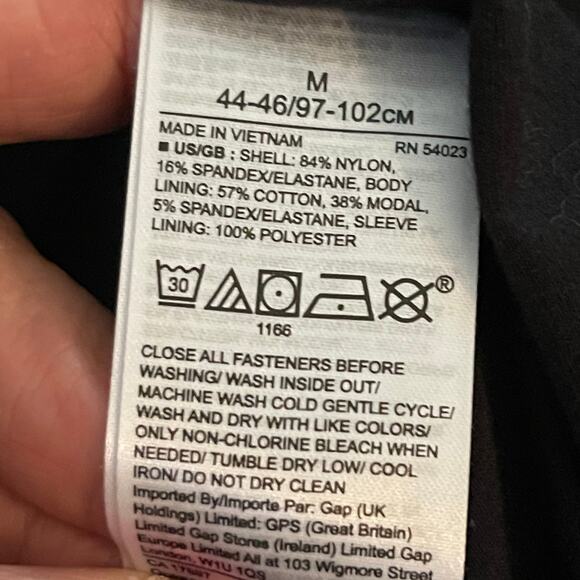 M
44-46/97-102CM
MADE IN VIETNAM RN 54023
■ US/GB : SHELL: 84% NYLON,
16% SPANDEX/ELASTANE, BODY
LINING: 57% COTTON, 38% MODAL,
5% SPANDEX/ELASTANE, SLEEVE
LINING: 100% POLYESTER
30 ®
1166
CLOSE ALL FASTENERS BEFORE
WASHING/ WASH INSIDE OUT/
MACHINE WASH COLD GENTLE CYCLE/
WASH AND DRY WITH LIKE COLORS/
ONLY NON-CHLORINE BLEACH WHEN
NEEDED/ TUMBLE DRY LOW/ COOL
IRON/ DO NOT DRY CLEAN
Imported By/Importe Par: Gap (UK
Holdings) Limited: GPS (Great Britain)
Limited Gap Stores (Ireland) Limited Gap
Europe Limited All at 103 Wigmore Street
London, W1U 1QS
CA